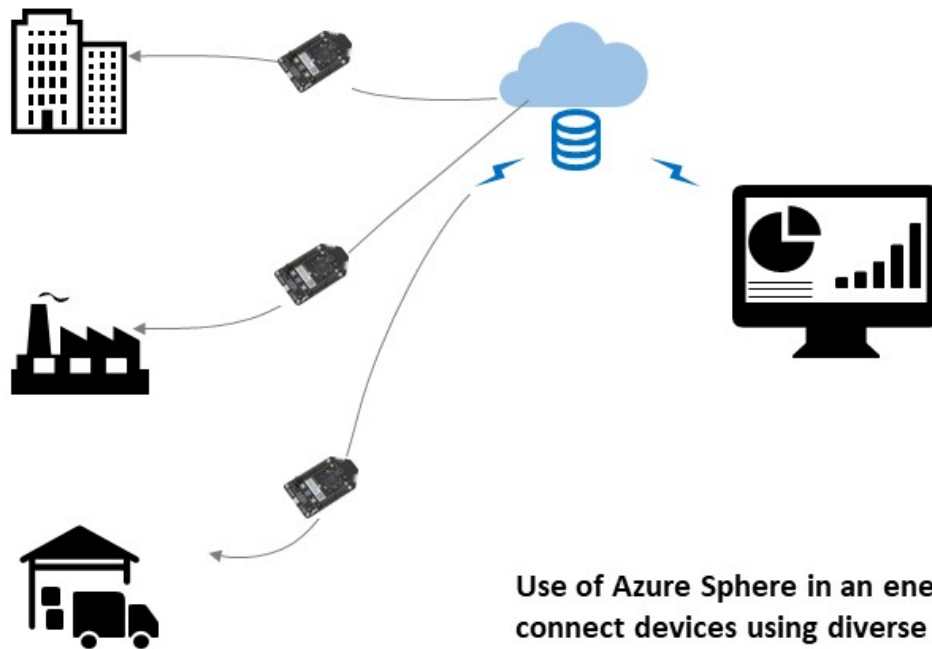 Use of Azure Sphere in an ene
connect devices using diverse